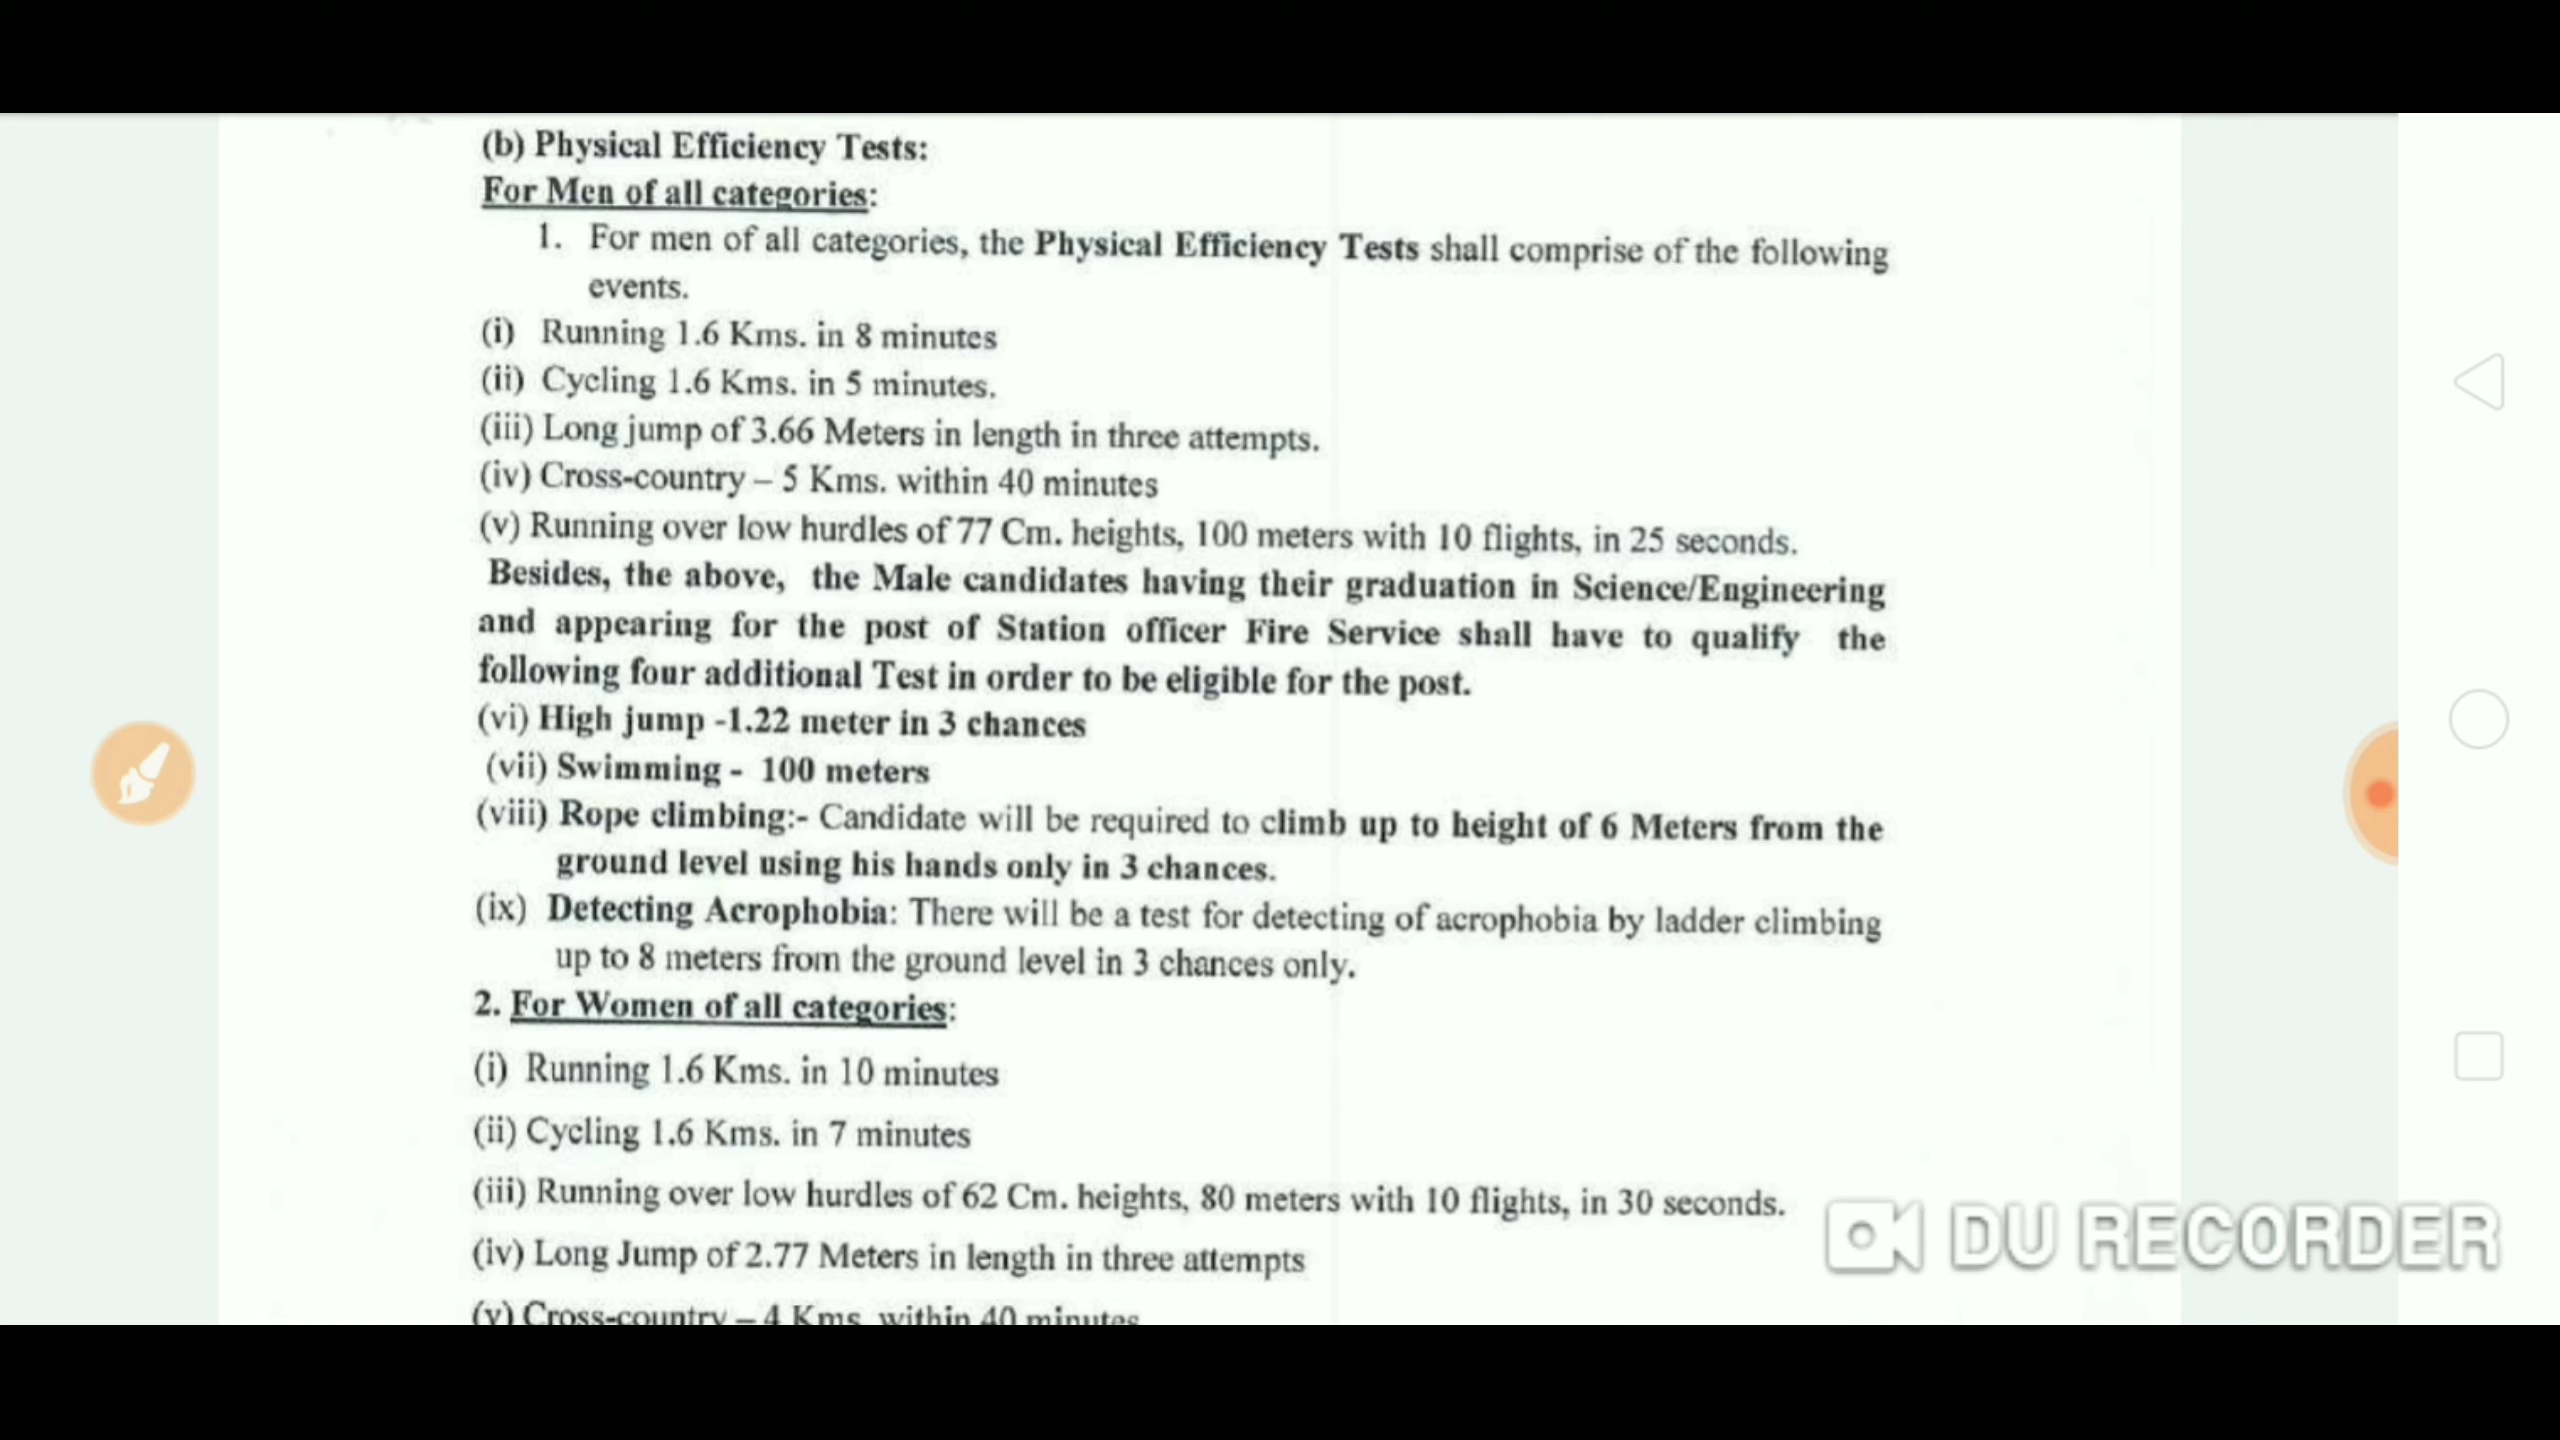 (b) Physical Efficiency Tests:
For Men of all categories:
1. For men of all categories, the Physical Efficiency Tests shall comprise of the following
events.
(i) Running 1.6 Kms. in 8 minutes
(ii) Cycling 1.6 Kms. in 5 minutes.
(iii) Long jump of 3.66 Meters in length in three attempts.
(iv) Cross-country – 5 Kms. within 40 minutes
(v) Running over low hurdles of 77 Cm. heights, 100 meters with 10 flights, in 25 seconds.
Besides, the above, the Male candidates having their graduation in Science/Engineering
and appearing for the post of Station officer Fire Service shall have to qualify the
following four additional Test in order to be eligible for the post.
(vi) High jump -1.22 meter in 3 chances
(vii) Swimming - 100 meters
(viii) Rope climbing:- Candidate will be required to climb up to height of 6 Meters from the
ground level using his hands only in 3 chances.
(ix) Detecting Acrophobia: There will be a test for detecting of acrophobia by ladder climbing
up to 8 meters from the ground level in 3 chances only.
2. For Women of all categories:
(i) Running 1.6 Kms. in 10 minutes
(ii) Cycling 1.6 Kms. in 7 minutes
(iii) Running over low hurdles of 62 Cm. heights, 80 meters with 10 flights, in 30 seconds.
(iv) Long Jump of 2.77 Meters in length in three attempts
(v) Cross-country – 4 Kms. within 40 minutes
DU RECORDER